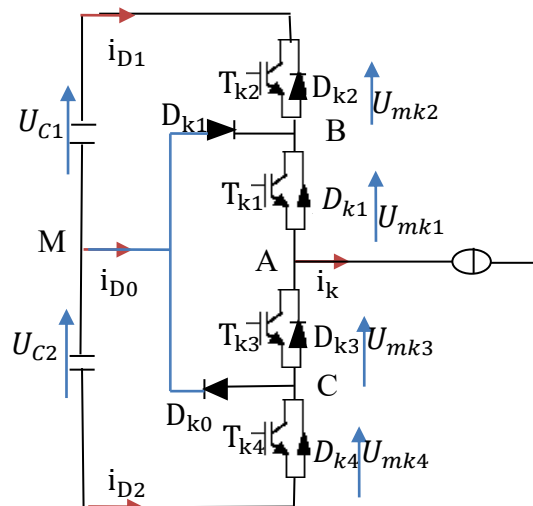 i_D1
T_k2 D_k2 U_mk2
U_C1 D_k1 B
T_k1 D_k1 U_mk1
M A
i_D0 i_k
U_C2 T_k3 D_k3 U_mk3
D_k0 C
T_k4 D_k4 U_mk4
i_D2